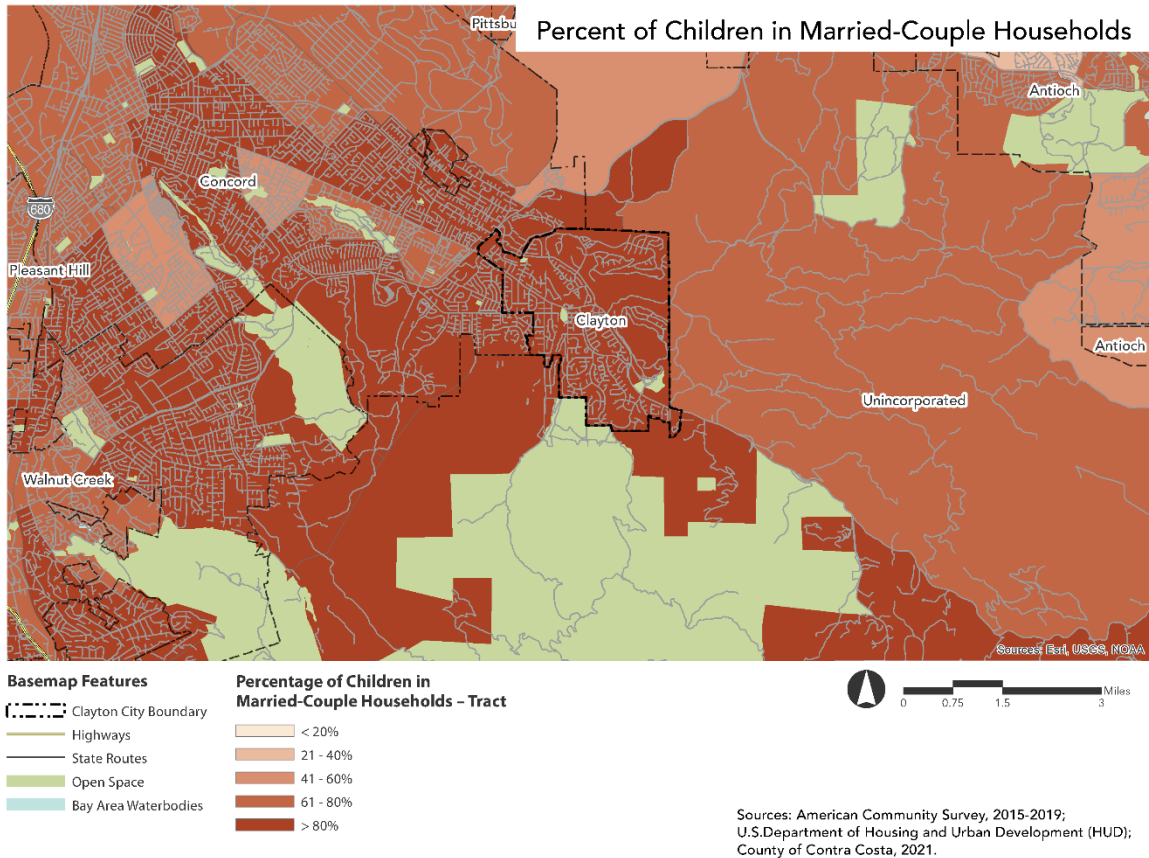 Percent of Children in Married-Couple Households
Pittsbu
Antioch
Concord
680
Pleasant Hill
Clayton
Antioch
Unincorporated
Walnut Creek
Sources: Esri, USGS, NOAA
Basemap Features
Clayton City Boundary
Highways
State Routes
Open Space
Bay Area Waterbodies
Percentage of Children in
Married-Couple Households – Tract
< 20%
21 - 40%
41 - 60%
61 - 80%
> 80%
Miles
0 0.75 1.5 3
Sources: American Community Survey, 2015-2019;
U.S.Department of Housing and Urban Development (HUD);
County of Contra Costa, 2021.